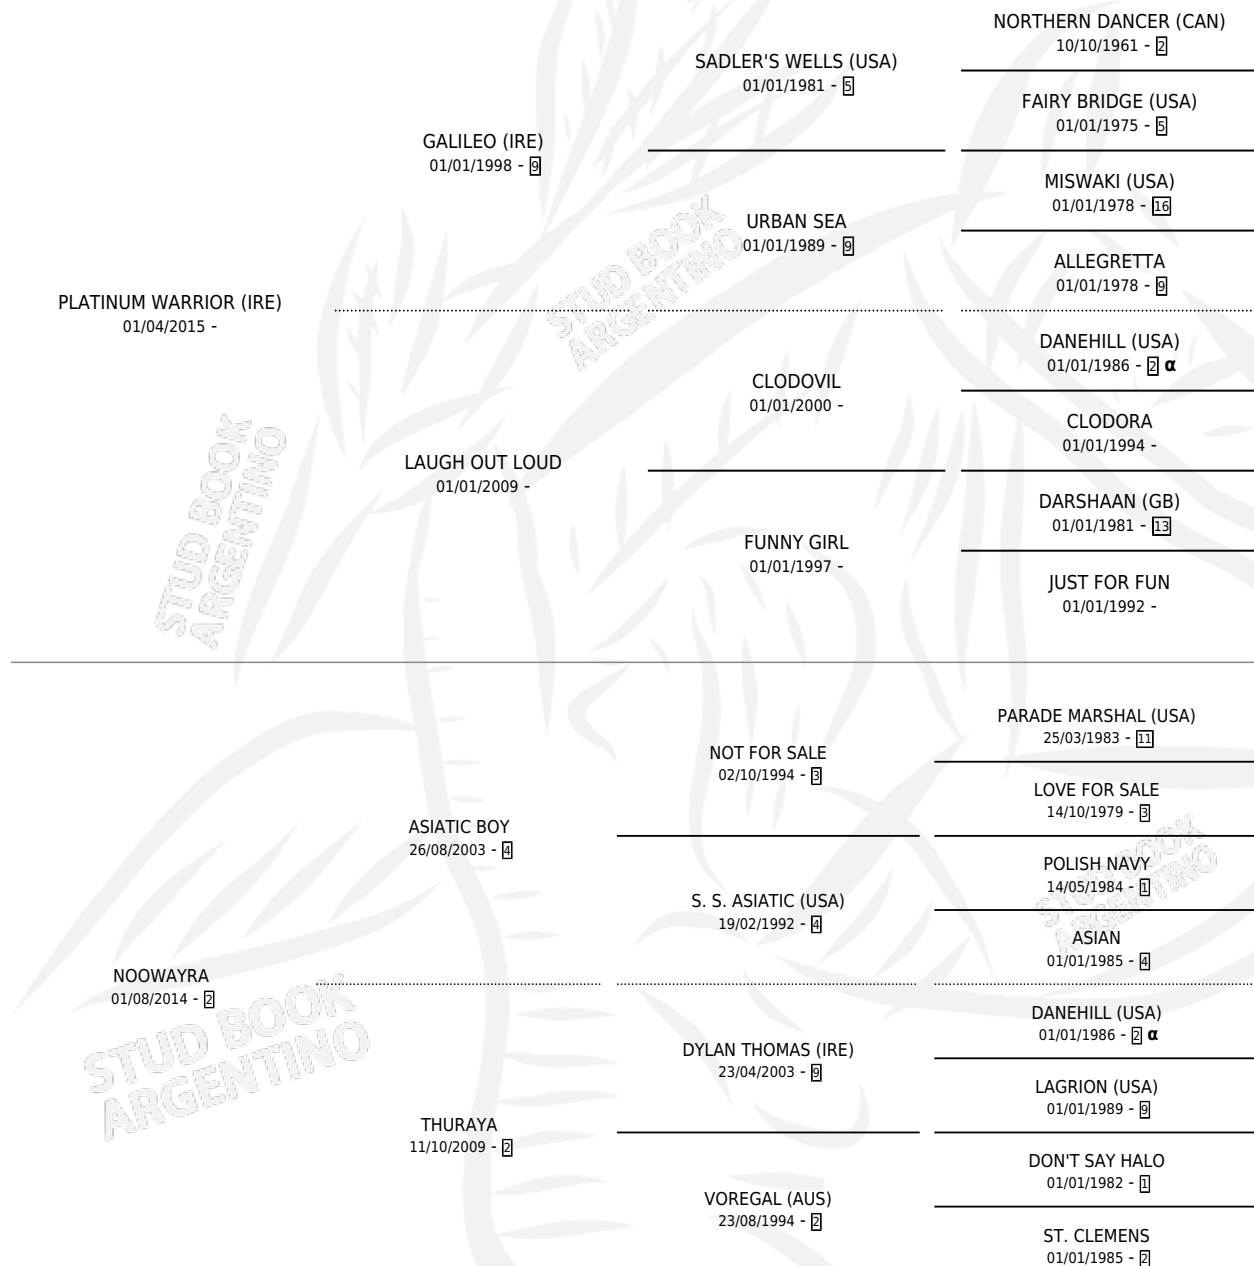 NORTHERN DANCER (CAN)
10/10/1961 - 2
SADLER'S WELLS (USA)
01/01/1981 - 5
FAIRY BRIDGE (USA)
01/01/1975 - 5
GALILEO (IRE)
01/01/1998 - 9
MISWAKI (USA)
01/01/1978 - 16
URBAN SEA
01/01/1989 - 9
ALLEGRETTA
01/01/1978 - 9
PLATINUM WARRIOR (IRE)
01/04/2015 -
DANEHILL (USA)
01/01/1986 - 2 α
CLODOVIL
01/01/2000 -
CLODORA
01/01/1994 -
LAUGH OUT LOUD
01/01/2009 -
DARSHAAN (GB)
01/01/1981 - 13
FUNNY GIRL
01/01/1997 -
JUST FOR FUN
01/01/1992 -
PARADE MARSHAL (USA)
25/03/1983 - 11
NOT FOR SALE
02/10/1994 - 3
LOVE FOR SALE
14/10/1979 - 3
ASIATIC BOY
26/08/2003 - 4
POLISH NAVY
14/05/1984 - 1
S. S. ASIATIC (USA)
19/02/1992 - 4
ASIAN
01/01/1985 - 4
NOOWAYRA
01/08/2014 - 2
DANEHILL (USA)
01/01/1986 - 2 α
DYLAN THOMAS (IRE)
23/04/2003 - 9
LAGRION (USA)
01/01/1989 - 9
THURAYA
11/10/2009 - 2
DON'T SAY HALO
01/01/1982 - 1
VOREGAL (AUS)
23/08/1994 - 2
ST. CLEMENS
01/01/1985 - 2
STUD BOOK
ARGENTINO
STUD BOOK
ARGENTINO
STUD BOOK
ARGENTINO
STUD BOOK
ARGENTINO